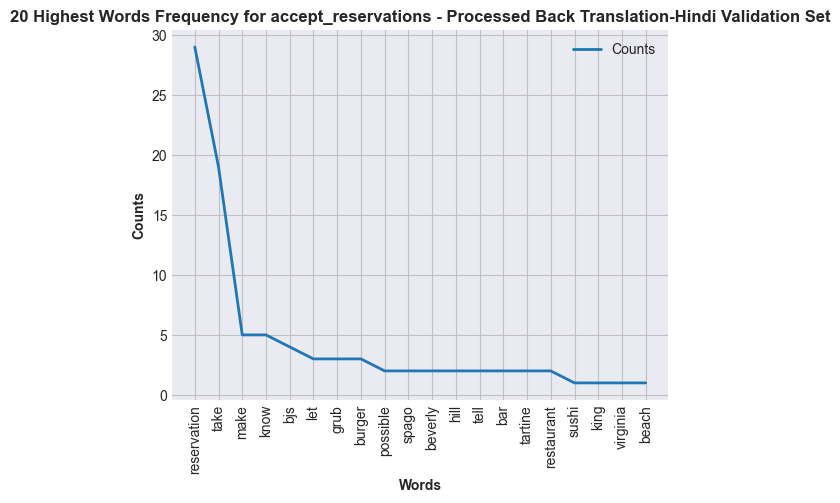 20 Highest Words Frequency for accept_reservations - Processed Back Translation-Hindi Validation Set
Counts
30
25
20
15
10
5
0
Counts
reservation
take
make
know
bjs
let
grub
burger
possible
spago
beverly
hill
tell
bar
tartine
restaurant
sushi
king
virginia
beach
Words